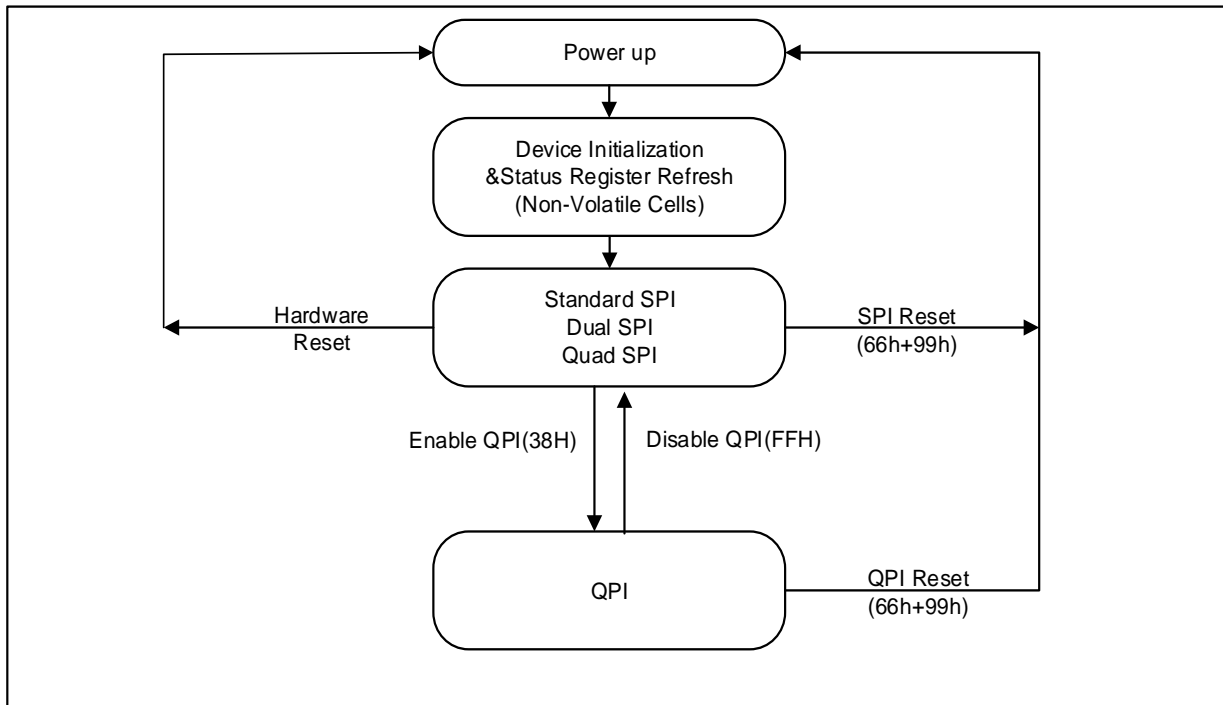 Power up
Device Initialization
&Status Register Refresh
(Non-Volatile Cells)
Standard SPI
Dual SPI
Quad SPI
Hardware
Reset
SPI Reset
(66h+99h)
Enable QPI(38H)
Disable QPI(FFH)
QPI
QPI Reset
(66h+99h)